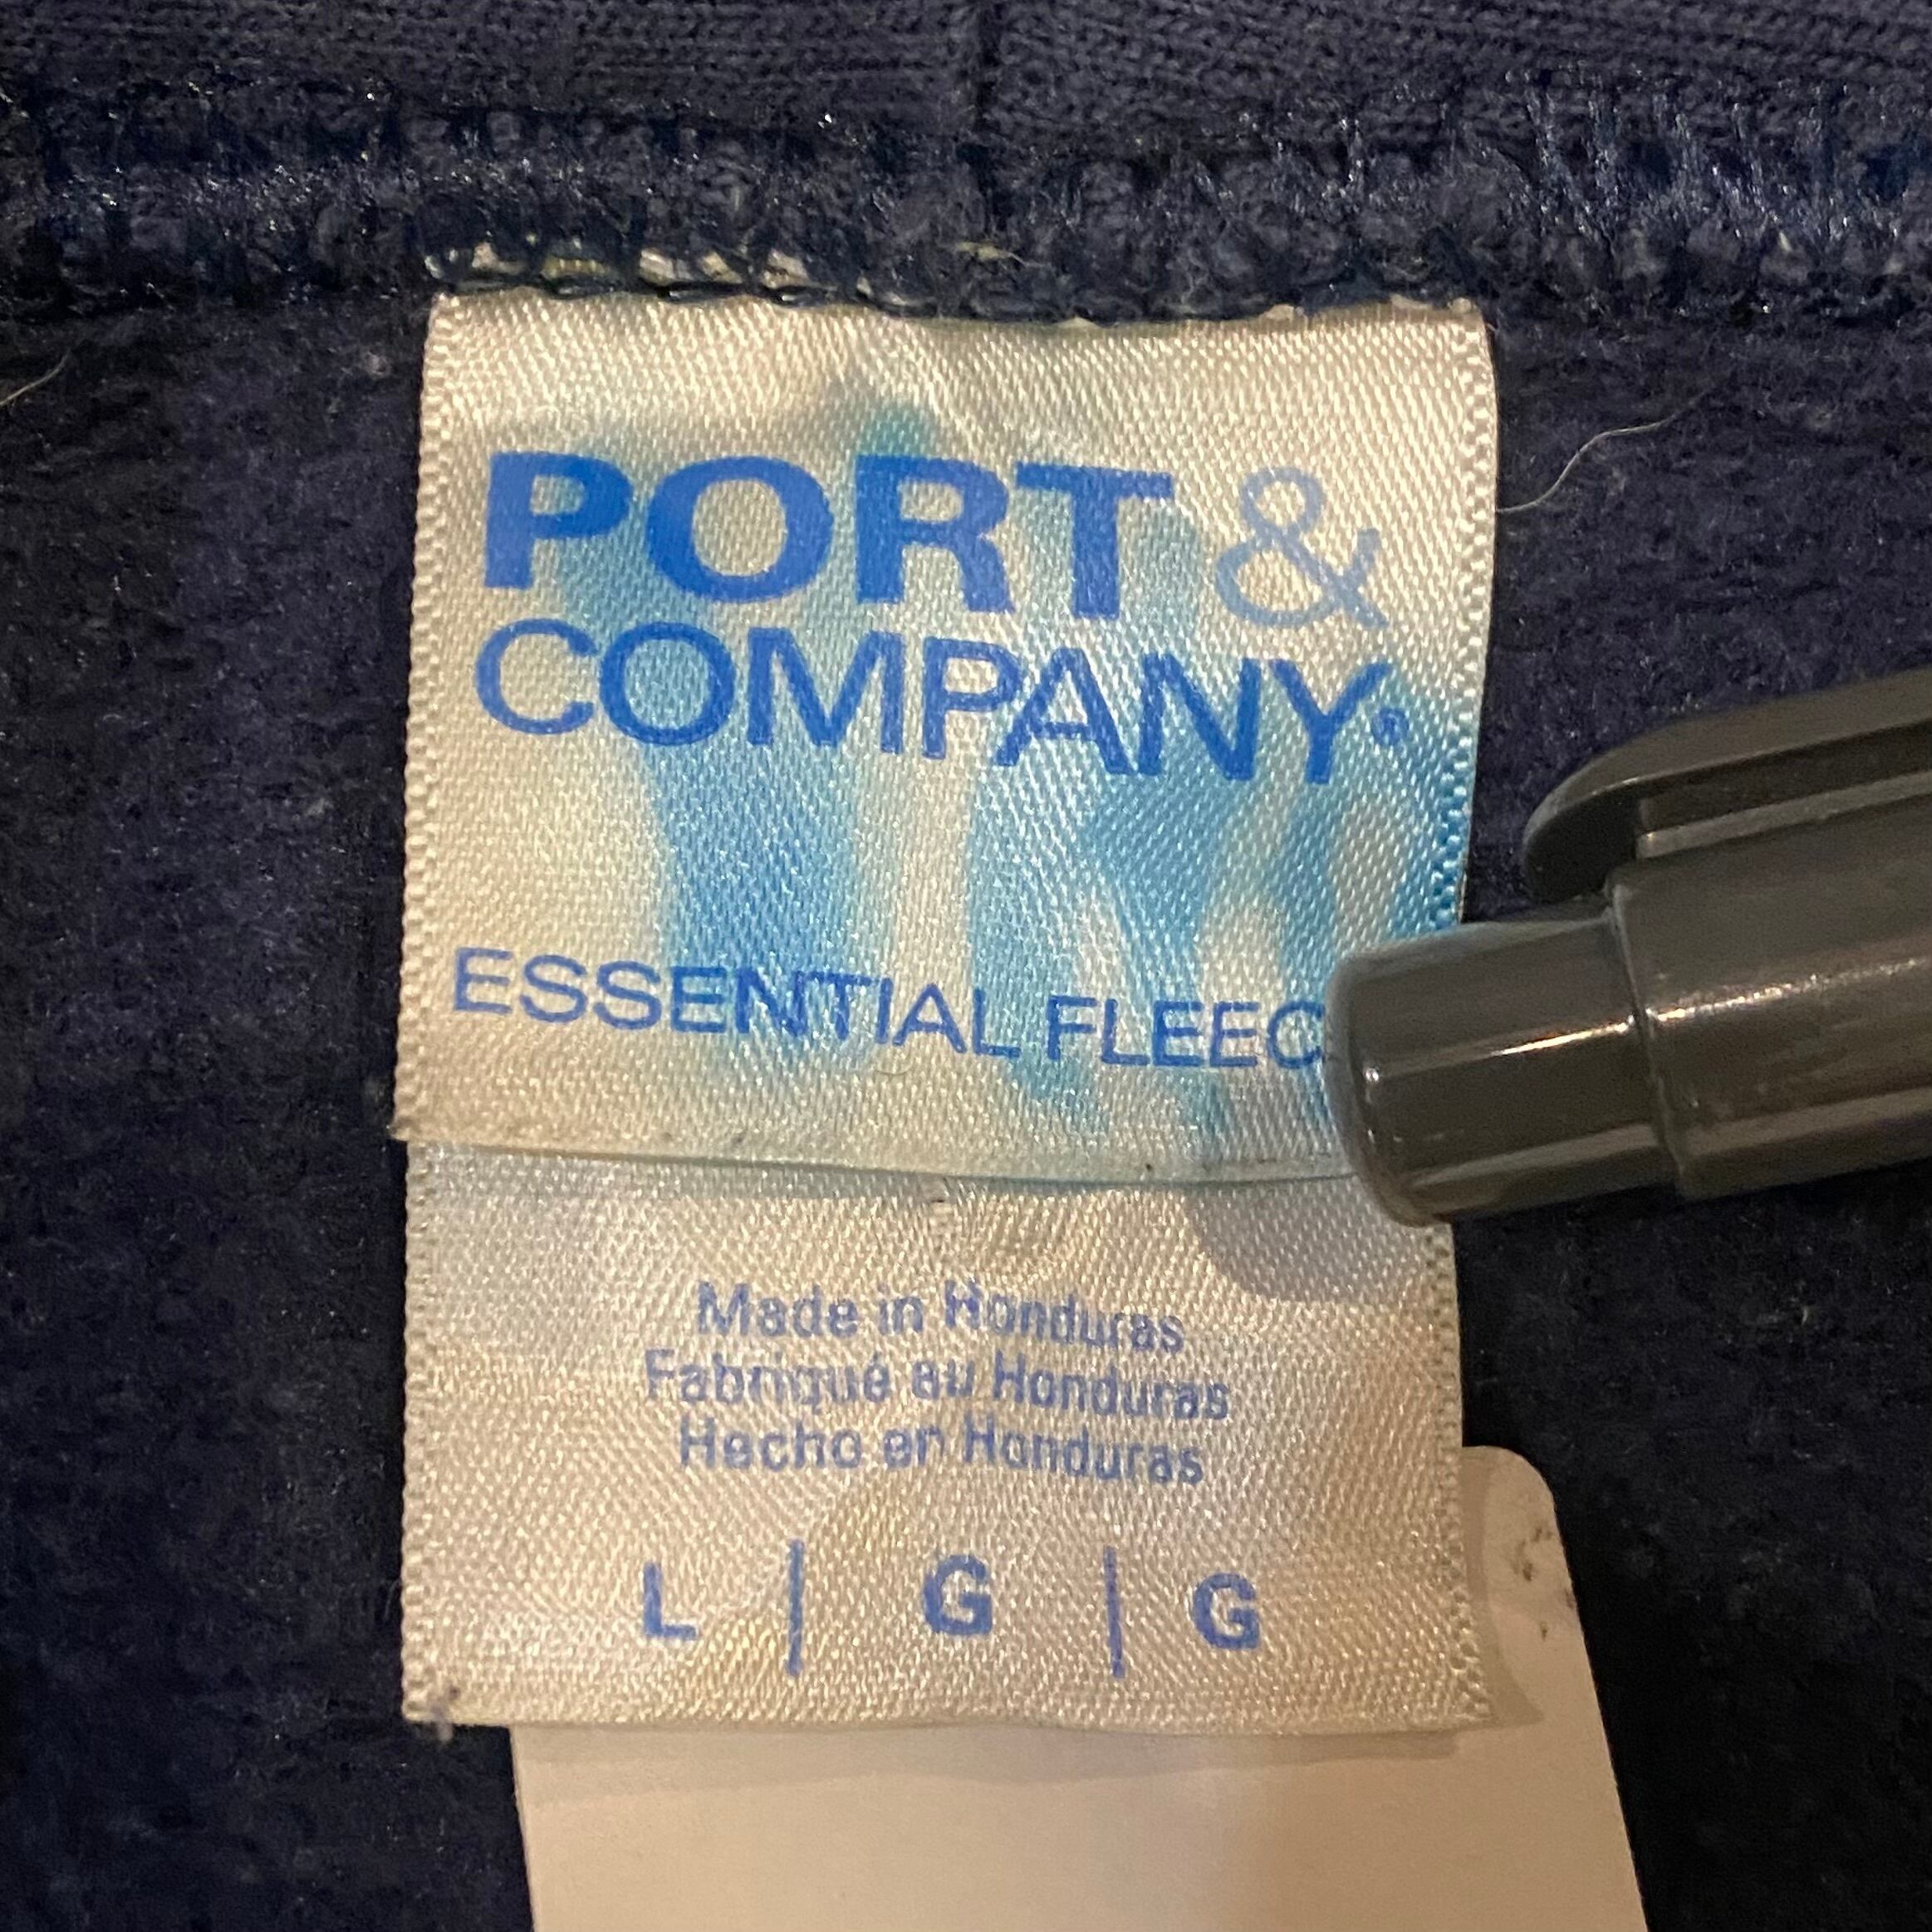 PORT &
COMPANY®
ESSENTIAL FLEEC
Made in Honduras
Fabriqué au Honduras
Hecho en Honduras
L | G | G